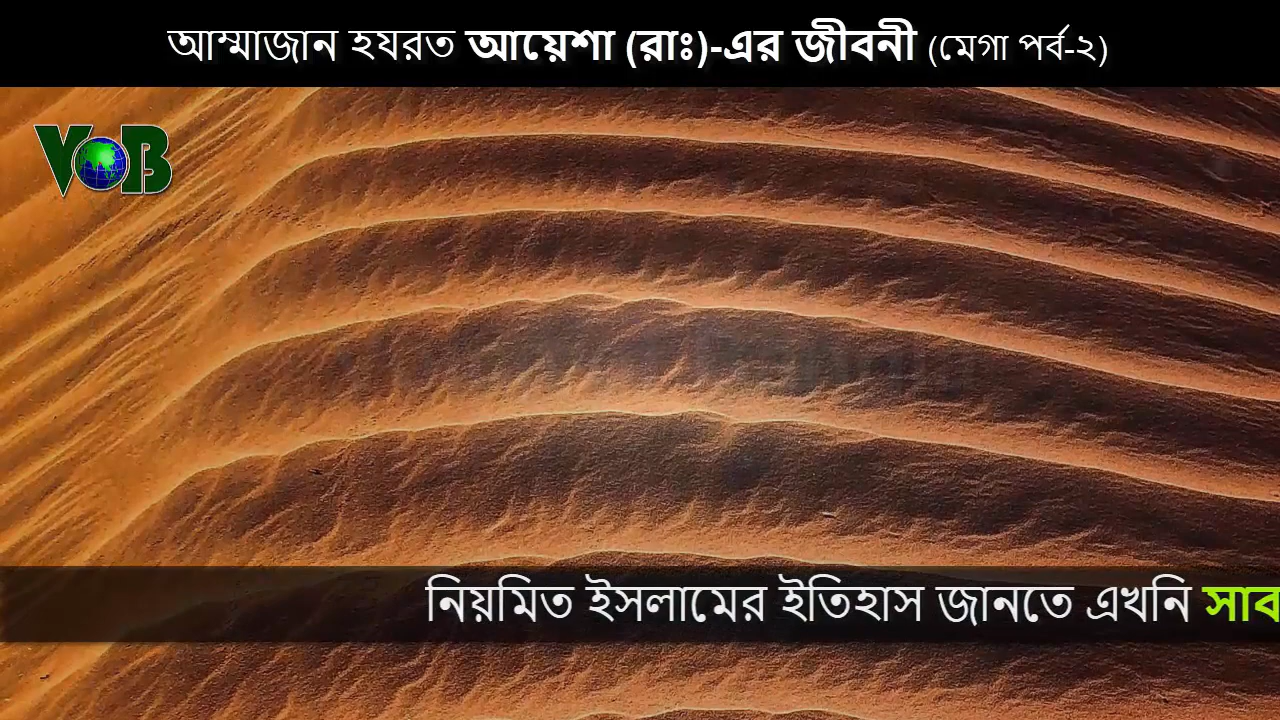 আম্মাজান হযরত আয়েশা (রাঃ)-এর জীবনী (মেগা পর্ব-২)
VOB
নিয়মিত ইসলামের ইতিহাস জানতে এখনি